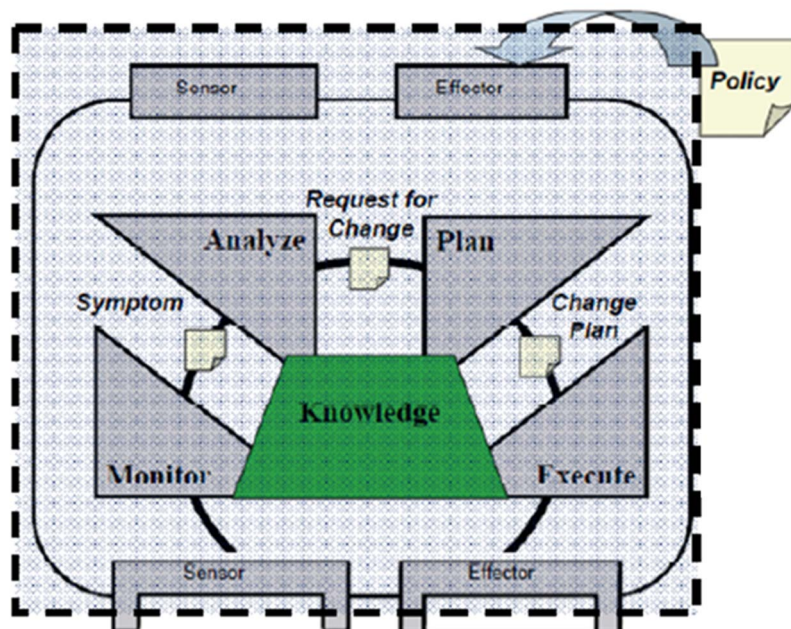 Sensor
Effector
Policy
Request for
Change
Analyze
Plan
Symptom
Change
Plan
Knowledge
Monitor
Execute
Sensor
Effector